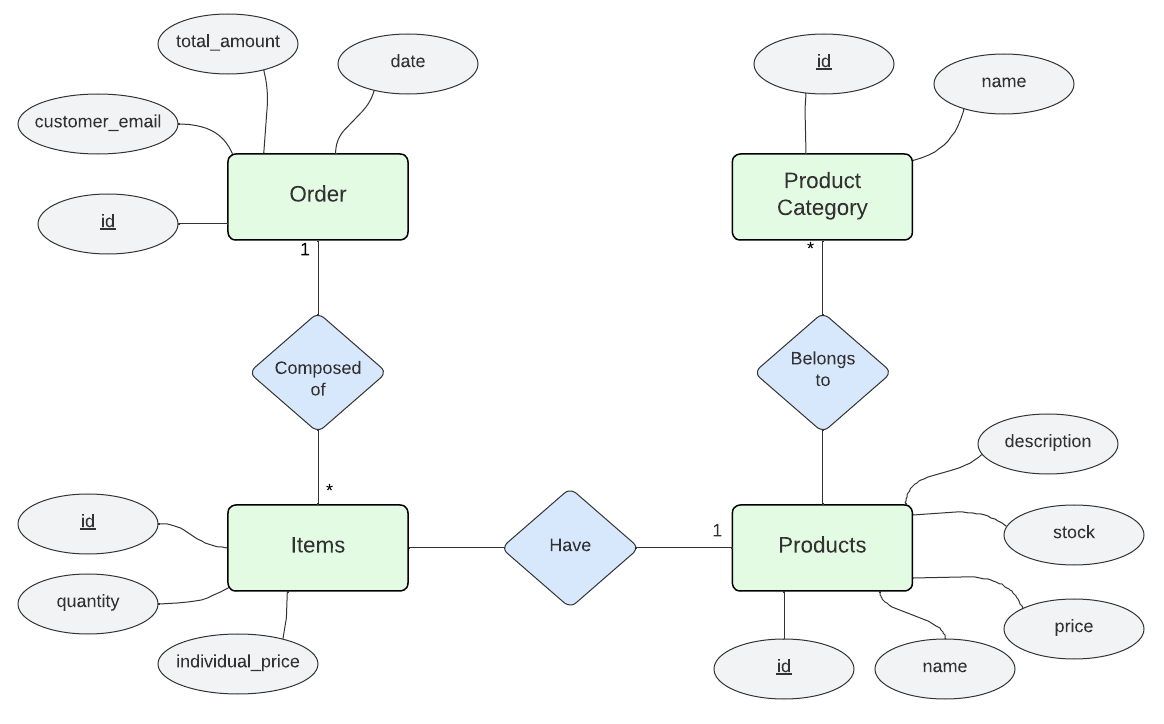 total_amount
date
id
name
customer_email
Order
Product
Category
id
1
*
Composed
of
Belongs
to
description
*
id
Items
Have
1
Products
stock
quantity
price
individual_price
id
name